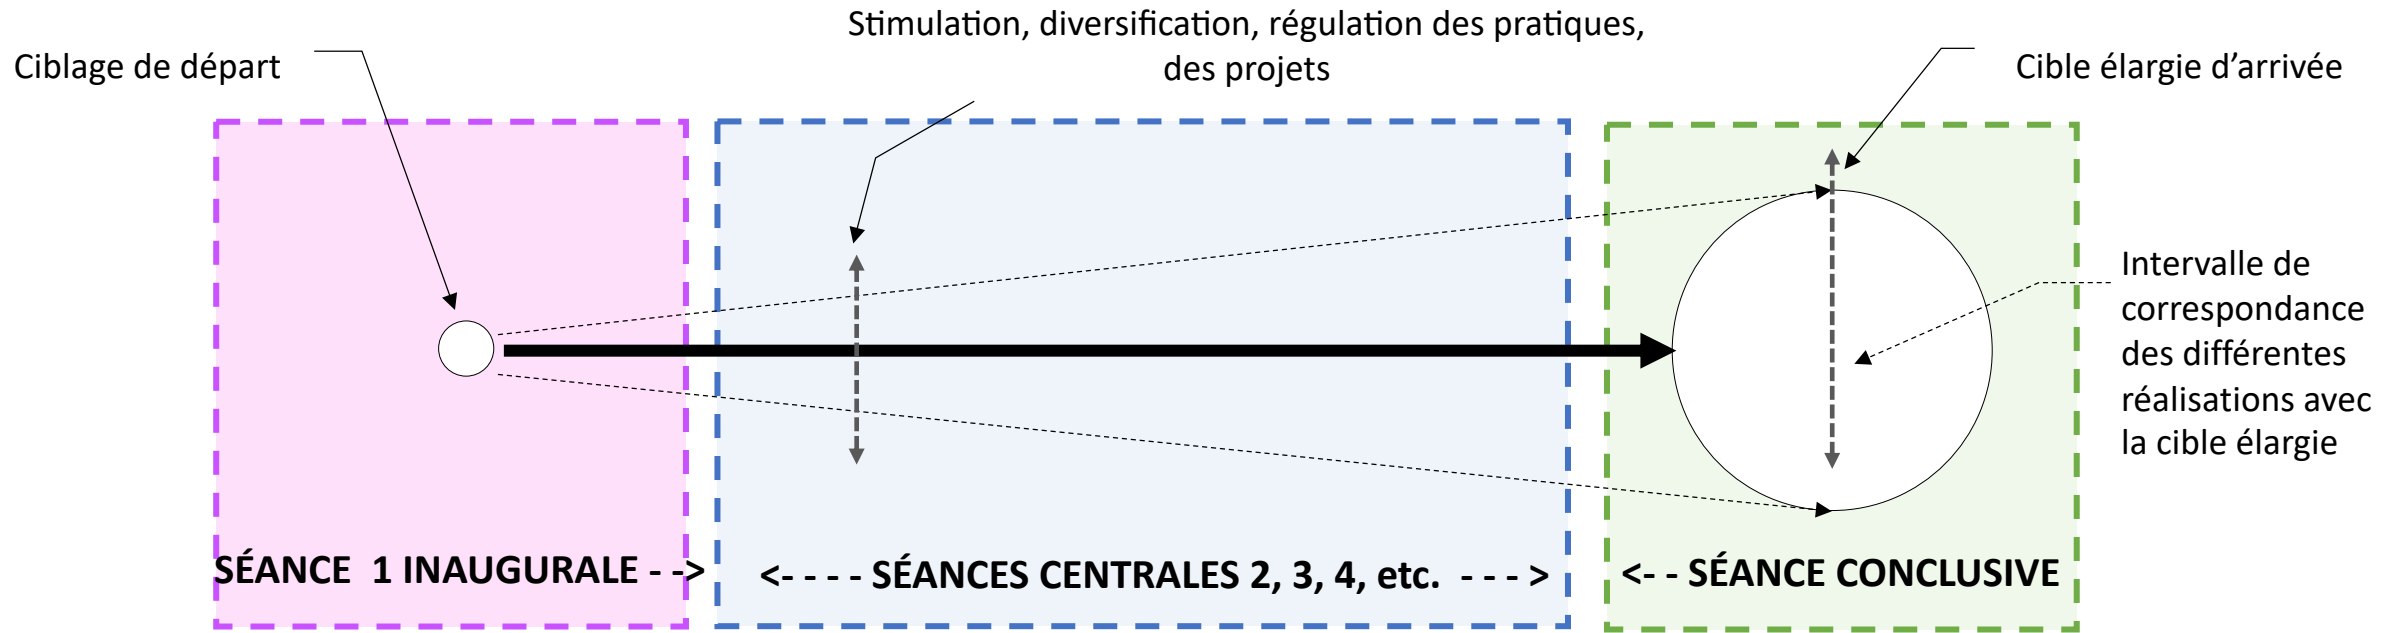 Stimulation, diversification, régulation des pratiques,
des projets
Ciblage de départ
Cible élargie d’arrivée
Intervalle de
correspondance
des différentes
réalisations avec
la cible élargie
SÉANCE  1 INAUGURALE - ->
<- - - - SÉANCES CENTRALES 2, 3, 4, etc.  - - - >
<- - SÉANCE CONCLUSIVE